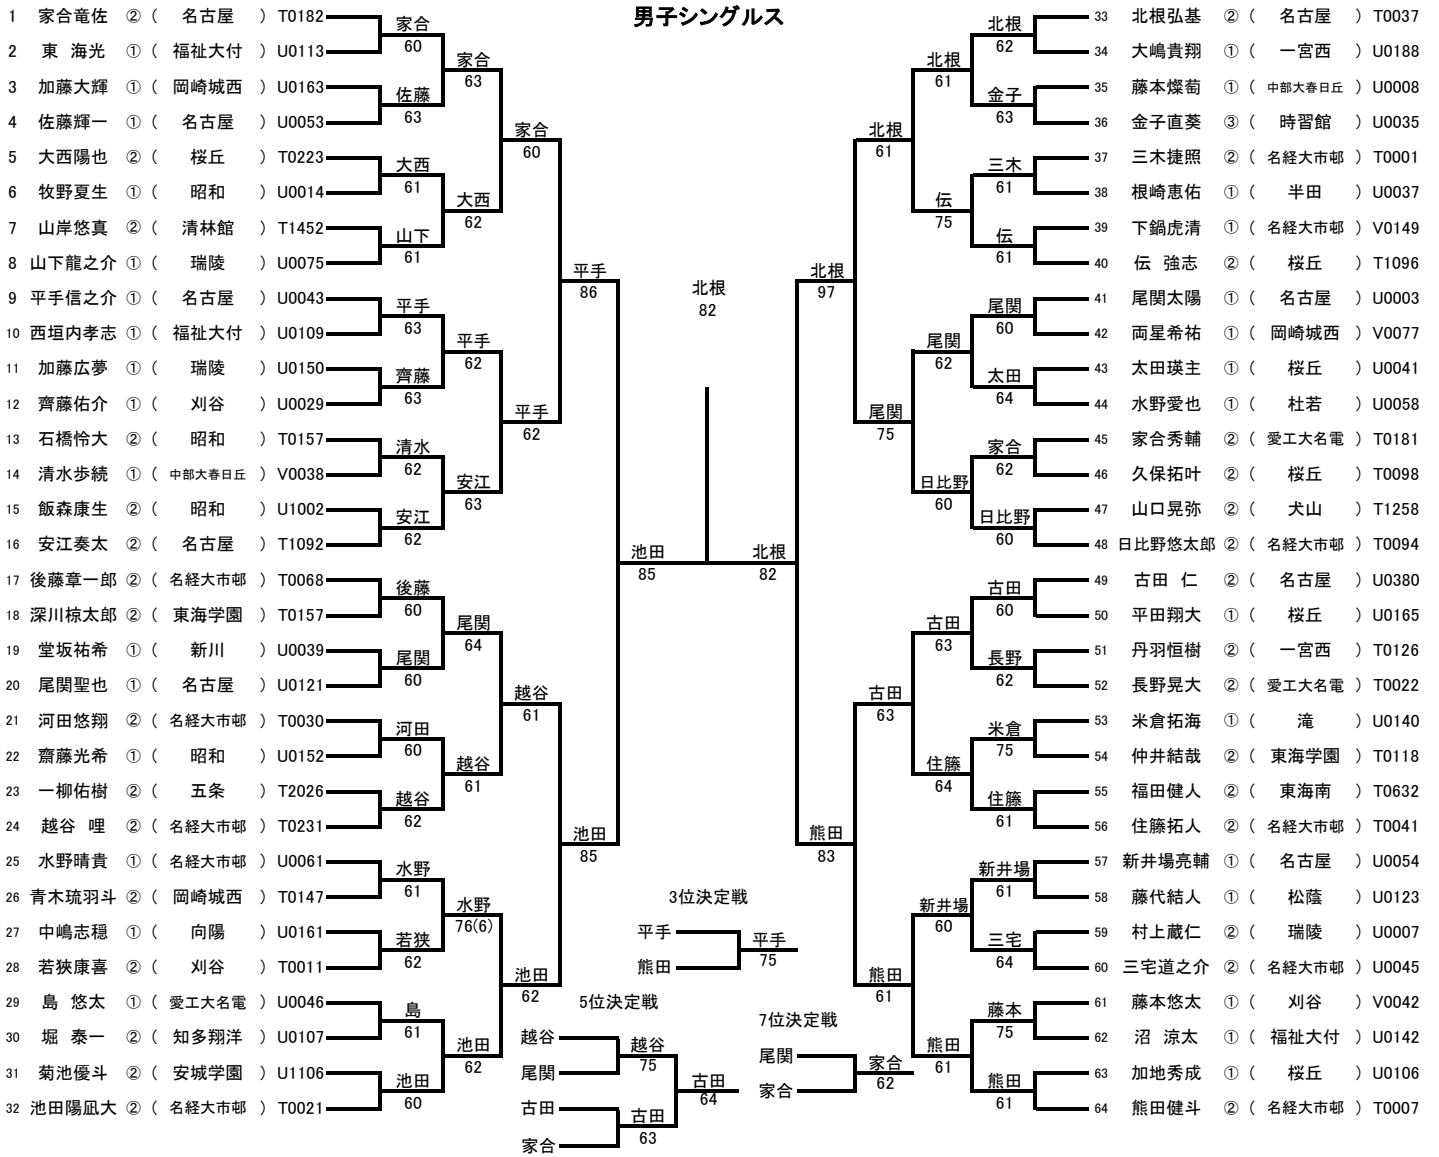 男子シングルス
1 家合竜佐 ② ( 名古屋 ) T0182
2 東 海光 ① ( 福祉大付 ) U0113
3 加藤大輝 ① ( 岡崎城西 ) U0163
4 佐藤輝一 ① ( 名古屋 ) U0053
5 大西陽也 ② ( 桜丘 ) T0223
6 牧野夏生 ① ( 昭和 ) U0014
7 山岸悠真 ② ( 清林館 ) T1452
8 山下龍之介 ① ( 瑞陵 ) U0075
9 平手信之介 ① ( 名古屋 ) U0043
10 西垣内孝志 ① ( 福祉大付 ) U0109
11 加藤広夢 ① ( 瑞陵 ) U0150
12 齊藤佑介 ① ( 刈谷 ) U0029
13 石橋怜大 ② ( 昭和 ) T0157
14 清水歩続 ① ( 中部大春日丘 ) V0038
15 飯森康生 ② ( 昭和 ) U1002
16 安江奏太 ② ( 名古屋 ) T1092
17 後藤章一郎 ② ( 名経大市邨 ) T0068
18 深川椋太郎 ② ( 東海学園 ) T0157
19 堂坂祐希 ① ( 新川 ) U0039
20 尾関聖也 ① ( 名古屋 ) U0121
21 河田悠翔 ② ( 名経大市邨 ) T0030
22 齋藤光希 ① ( 昭和 ) U0152
23 一柳佑樹 ② ( 五条 ) T2026
24 越谷 哩 ② ( 名経大市邨 ) T0231
25 水野晴貴 ① ( 名経大市邨 ) U0061
26 青木琉羽斗 ② ( 岡崎城西 ) T0147
27 中嶋志穏 ① ( 向陽 ) U0161
28 若狹康喜 ② ( 刈谷 ) T0011
29 島 悠太 ① ( 愛工大名電 ) U0046
30 堀 泰一 ② ( 知多翔洋 ) U0107
31 菊池優斗 ② ( 安城学園 ) U1106
32 池田陽凪大 ② ( 名経大市邨 ) T0021
家合
60
佐藤
63
大西
61
山下
61
平手
63
齊藤
63
清水
62
安江
62
後藤
60
尾関
60
河田
60
越谷
62
水野
61
若狹
62
島
61
池田
60
家合
63
大西
62
平手
62
安江
63
尾関
64
越谷
61
水野
76(6)
池田
62
家合
60
平手
62
越谷
61
池田
62
平手
86
池田
85
池田
85
北根
82
北根
82
北根
97
熊田
83
北根
61
尾関
75
古田
63
熊田
61
北根
61
伝
75
尾関
62
日比野
60
古田
63
住籐
64
新井場
60
熊田
61
北根
62
金子
63
三木
61
伝
61
尾関
60
太田
64
家合
62
日比野
60
古田
60
長野
62
米倉
75
住籐
61
新井場
61
三宅
64
藤本
75
熊田
61
33 北根弘基 ② ( 名古屋 ) T0037
34 大嶋貴翔 ① ( 一宮西 ) U0188
35 藤本燦萄 ① ( 中部大春日丘 ) U0008
36 金子直葵 ③ ( 時習館 ) U0035
37 三木捷照 ② ( 名経大市邨 ) T0001
38 根崎恵佑 ① ( 半田 ) U0037
39 下鍋虎清 ① ( 名経大市邨 ) V0149
40 伝 強志 ② ( 桜丘 ) T1096
41 尾関太陽 ① ( 名古屋 ) U0003
42 両星希祐 ① ( 岡崎城西 ) V0077
43 太田瑛主 ① ( 桜丘 ) U0041
44 水野愛也 ① ( 杜若 ) U0058
45 家合秀輔 ② ( 愛工大名電 ) T0181
46 久保拓叶 ② ( 桜丘 ) T0098
47 山口晃弥 ② ( 犬山 ) T1258
48 日比野悠太郎 ② ( 名経大市邨 ) T0094
49 古田 仁 ② ( 名古屋 ) U0380
50 平田翔大 ① ( 桜丘 ) U0165
51 丹羽恒樹 ② ( 一宮西 ) T0126
52 長野晃大 ② ( 愛工大名電 ) T0022
53 米倉拓海 ① ( 滝 ) U0140
54 仲井結哉 ② ( 東海学園 ) T0118
55 福田健人 ② ( 東海南 ) T0632
56 住籐拓人 ② ( 名経大市邨 ) T0041
57 新井場亮輔 ① ( 名古屋 ) U0054
58 藤代結人 ① ( 松蔭 ) U0123
59 村上蔵仁 ② ( 瑞陵 ) U0007
60 三宅道之介 ② ( 名経大市邨 ) U0045
61 藤本悠太 ① ( 刈谷 ) V0042
62 沼 涼太 ① ( 福祉大付 ) U0142
63 加地秀成 ① ( 桜丘 ) U0106
64 熊田健斗 ② ( 名経大市邨 ) T0007
3位決定戦
平手
熊田
平手
75
5位決定戦
越谷
尾関
越谷
75
古田
家合
古田
63
古田
64
7位決定戦
尾関
家合
家合
62